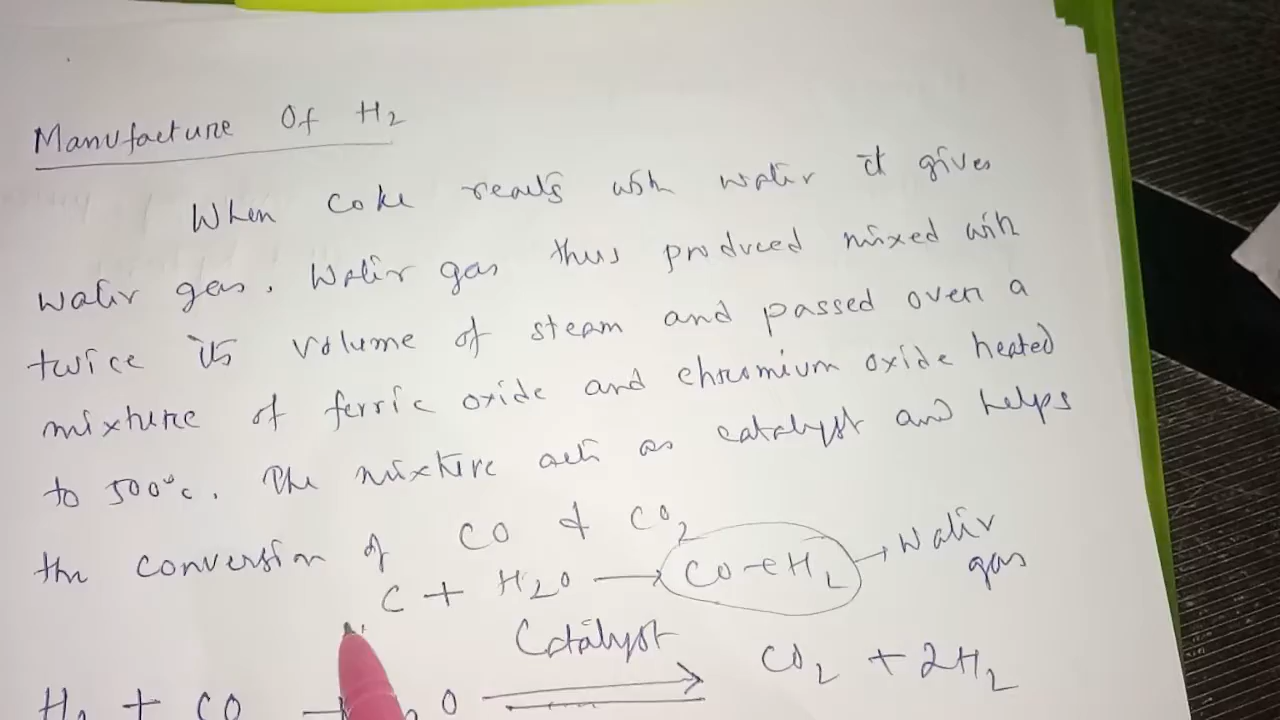 Manufacture Of H2
When coke reacts with water it gives
water gas. Water gas thus produced mixed with
twice its volume of steam and passed over a
mixture of ferric oxide and chromium oxide heated
to 500°c. The mixture acts as catalyst and helps
the conversion of CO & CO2
C + H2O → CO + H2 → Water gas
Catalyst
H2 + CO + O → CO2 + 2H2